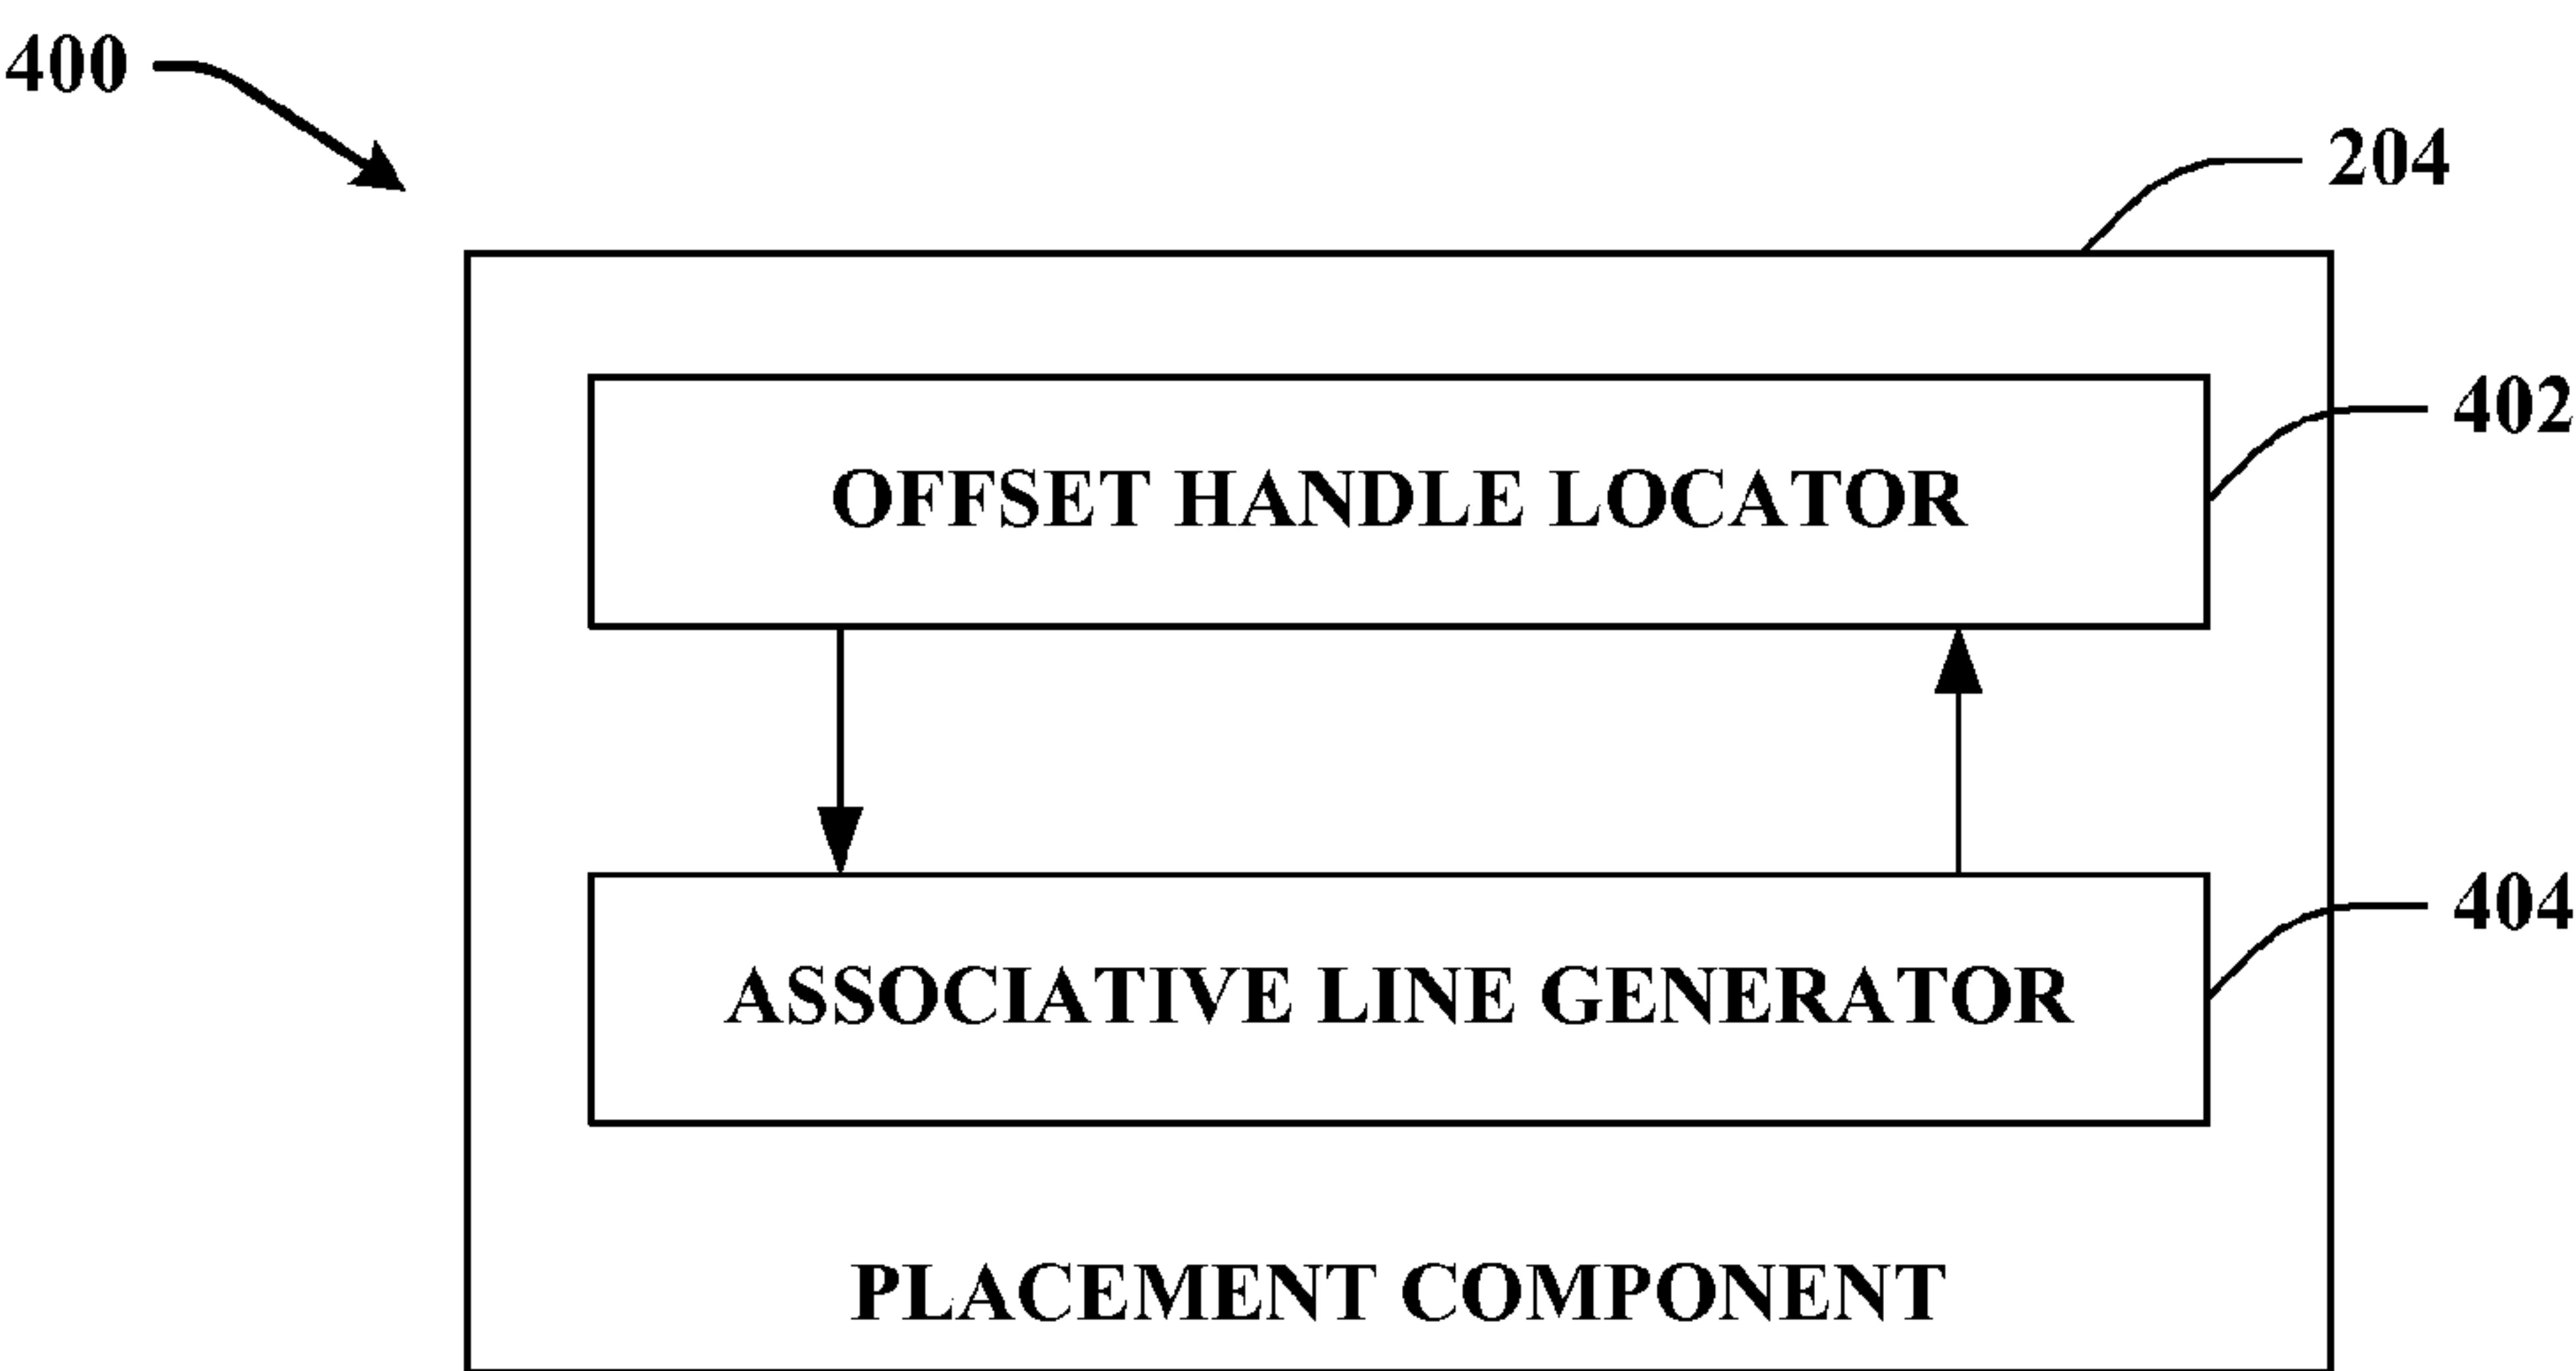 400
204
402
OFFSET HANDLE LOCATOR
404
ASSOCIATIVE LINE GENERATOR
PLACEMENT COMPONENT